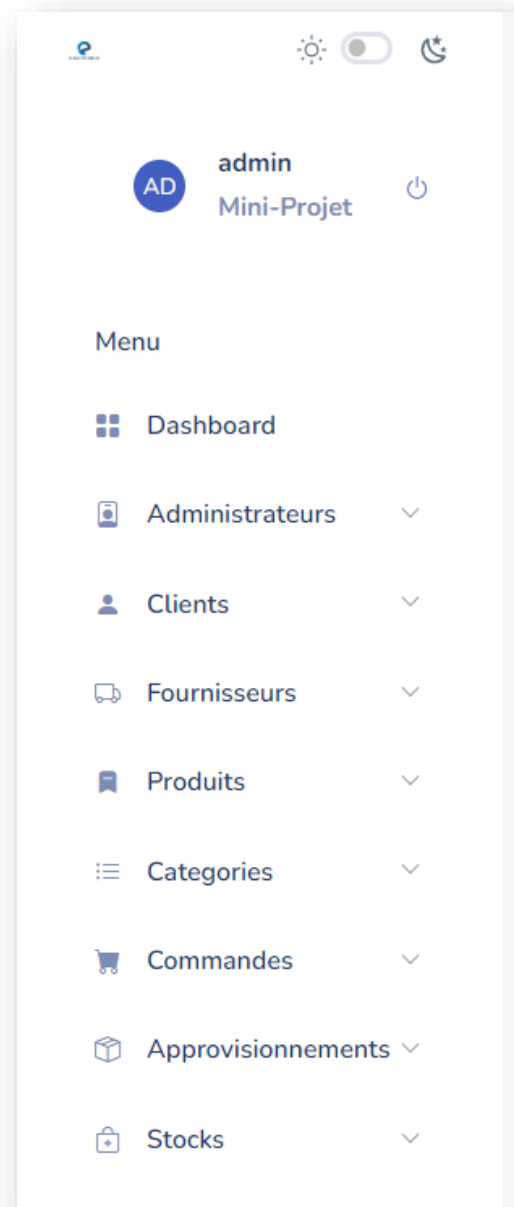 admin
AD
Mini-Projet
Menu
Dashboard
Administrateurs
Clients
Fournisseurs
Produits
Categories
Commandes
Approvisionnements
Stocks